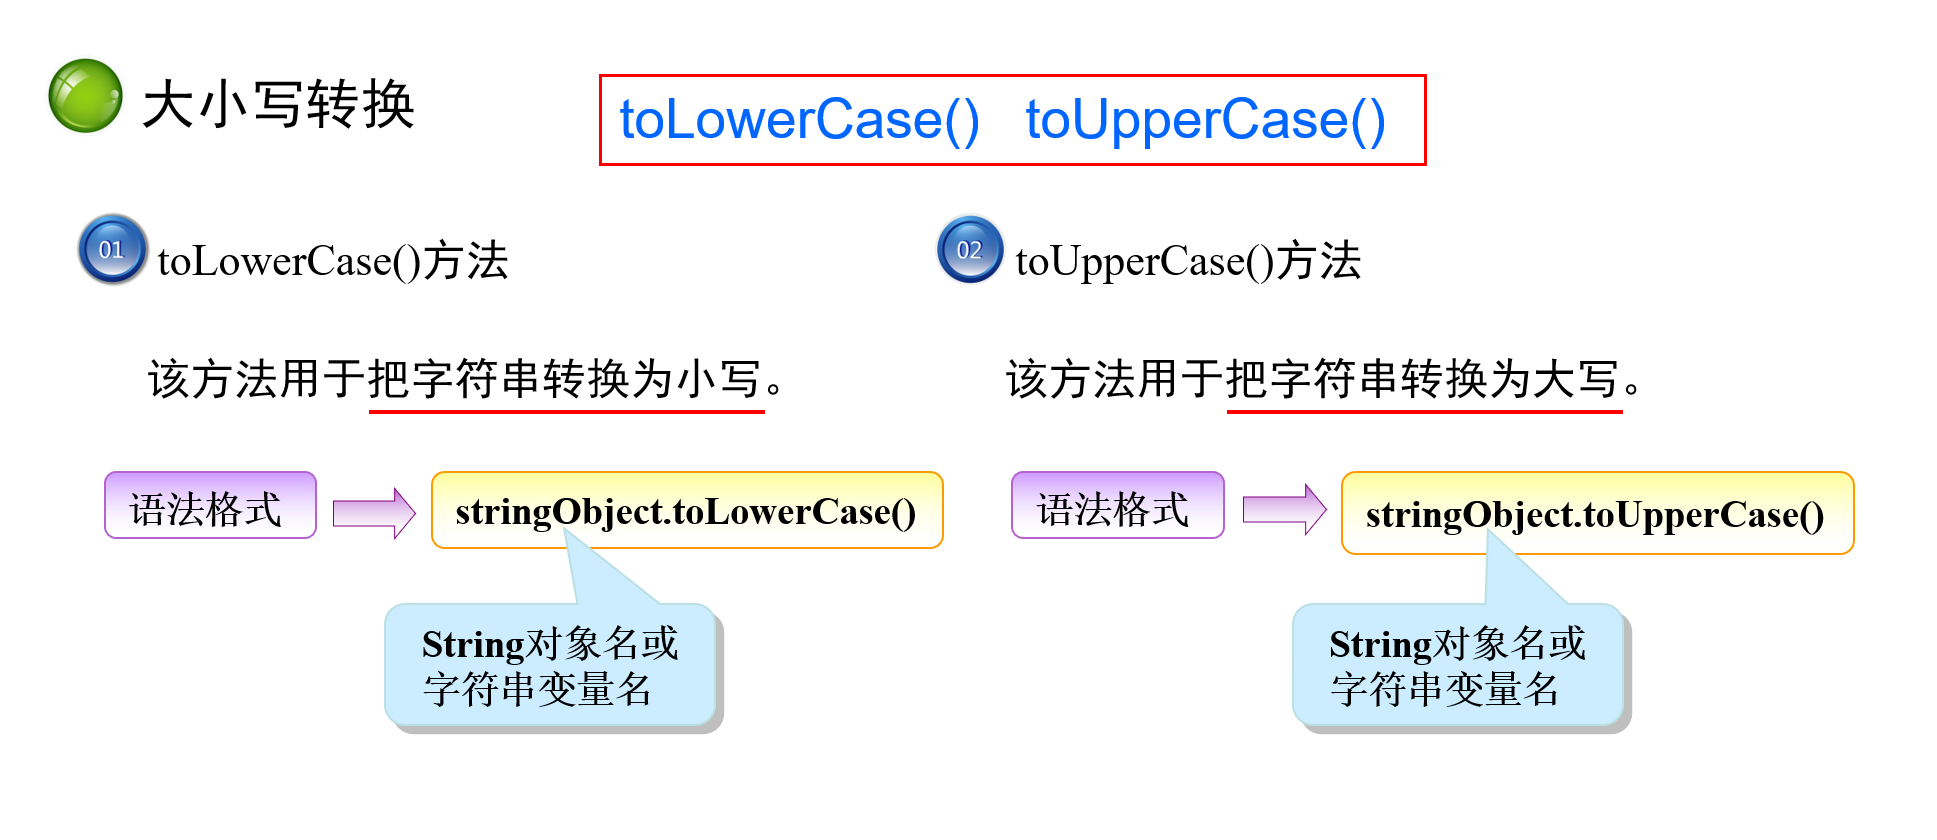 大小写转换
toLowerCase() toUpperCase()
01 toLowerCase()方法
该方法用于把字符串转换为小写。
语法格式
stringObject.toLowerCase()
String对象名或
字符串变量名
02 toUpperCase()方法
该方法用于把字符串转换为大写。
语法格式
stringObject.toUpperCase()
String对象名或
字符串变量名